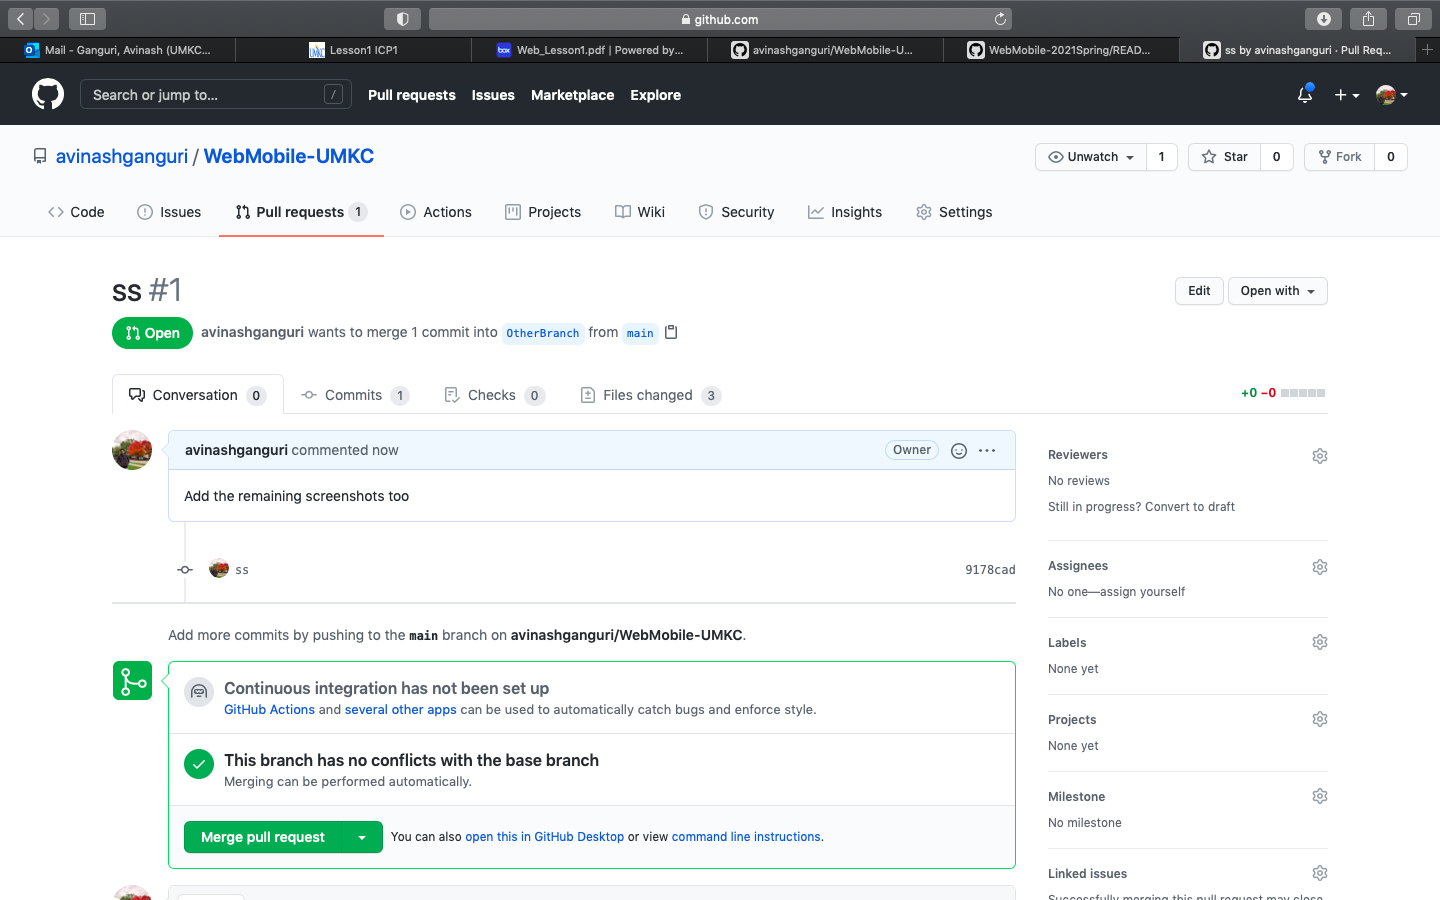 github.com
Mail - Ganguri, Avinash (UMKC...
UMKC
Lesson1 ICP1
box
Web_Lesson1.pdf | Powered by...
avinashganguri/WebMobile-U...
WebMobile-2021Spring/READ...
ss by avinashganguri · Pull Req...
Search or jump to...
/
Pull requests
Issues
Marketplace
Explore
avinashganguri / WebMobile-UMKC
Unwatch 1
Star 0
Fork 0
Code
Issues
Pull requests 1
Actions
Projects
Wiki
Security
Insights
Settings
ss #1
Edit
Open with
Open
avinashganguri wants to merge 1 commit into OtherBranch from main
Conversation 0
Commits 1
Checks 0
Files changed 3
+0 −0
avinashganguri commented now
Owner
Add the remaining screenshots too
ss
9178cad
Add more commits by pushing to the main branch on avinashganguri/WebMobile-UMKC.
Continuous integration has not been set up
GitHub Actions and several other apps can be used to automatically catch bugs and enforce style.
This branch has no conflicts with the base branch
Merging can be performed automatically.
Merge pull request
You can also open this in GitHub Desktop or view command line instructions.
Reviewers
No reviews
Still in progress? Convert to draft
Assignees
No one—assign yourself
Labels
None yet
Projects
None yet
Milestone
No milestone
Linked issues
Successfully merging this pull request may close